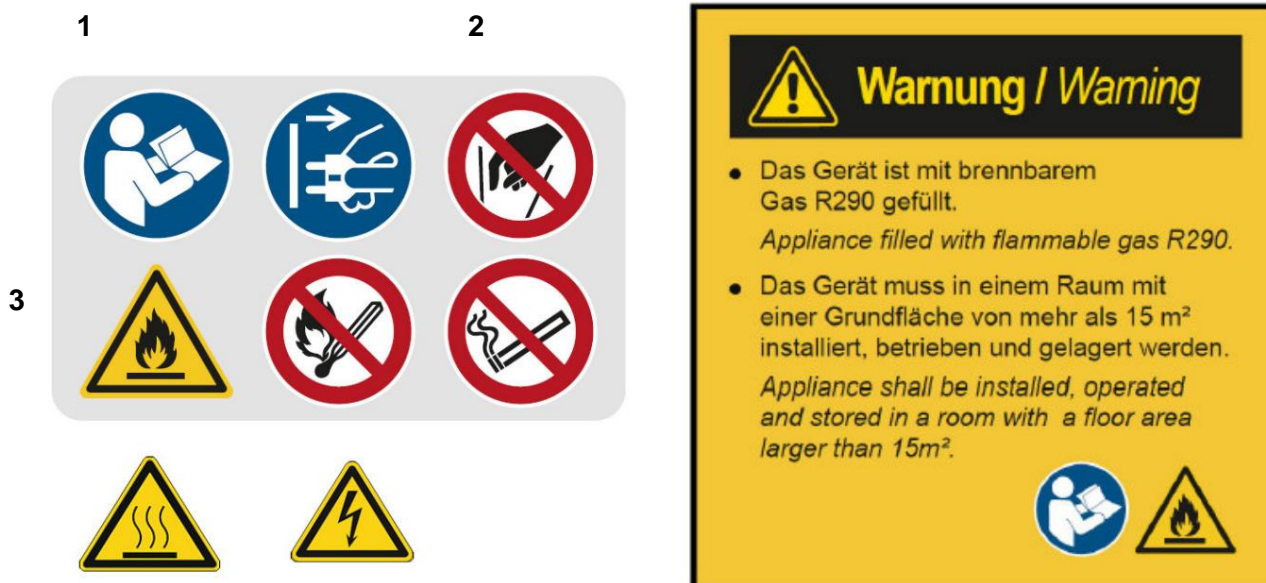 1
2
3
Warnung / Warning
• Das Gerät ist mit brennbarem
Gas R290 gefüllt.
Appliance filled with flammable gas R290.
• Das Gerät muss in einem Raum mit
einer Grundfläche von mehr als 15 m²
installiert, betrieben und gelagert werden.
Appliance shall be installed, operated
and stored in a room with a floor area
larger than 15m².